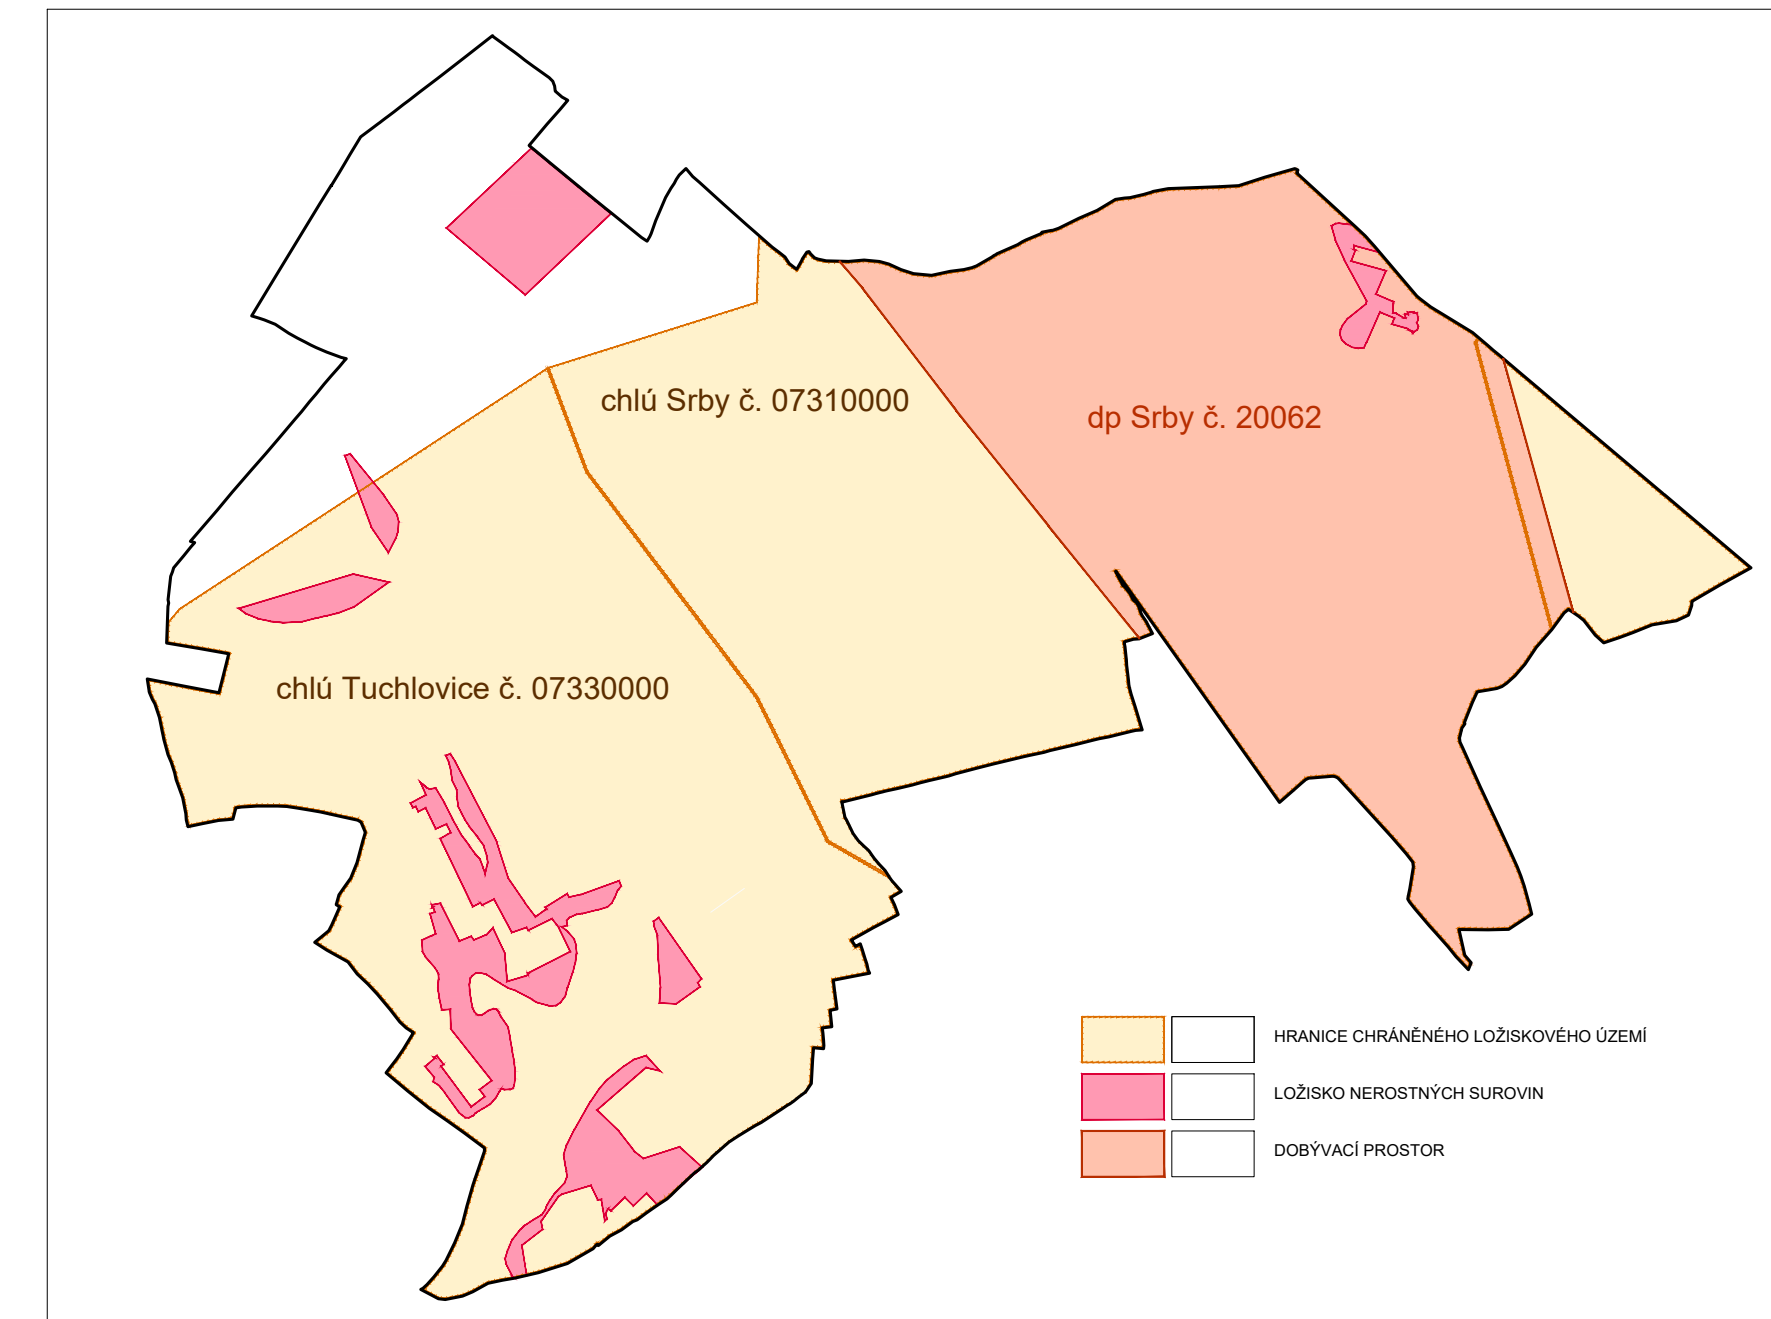 chlú Srby č. 07310000
dp Srby č. 20062
chlú Tuchlovice č. 07330000
HRANICE CHRÁNĚNÉHO LOŽISKOVÉHO ÚZEMÍ
LOŽISKO NEROSTNÝCH SUROVIN
DOBÝVACÍ PROSTOR